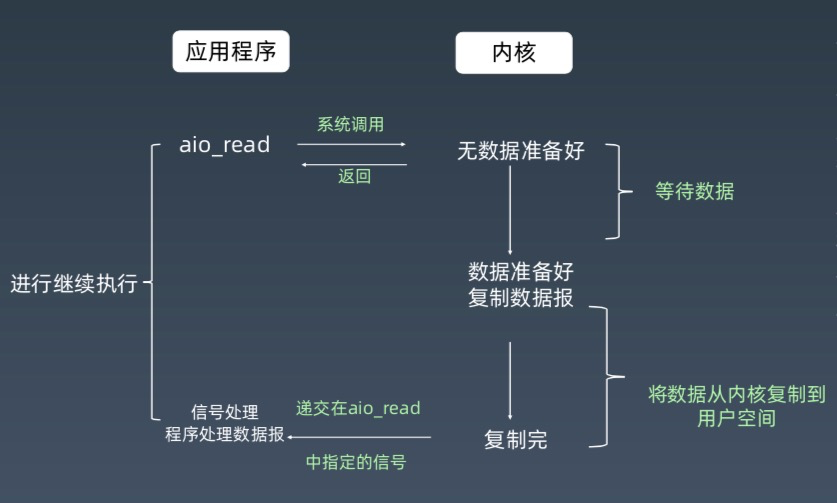 应用程序
内核
系统调用
aio_read
无数据准备好
返回
等待数据
进行继续执行
数据准备好
复制数据报
将数据从内核复制到
用户空间
信号处理
程序处理数据报
递交在aio_read
中指定的信号
复制完